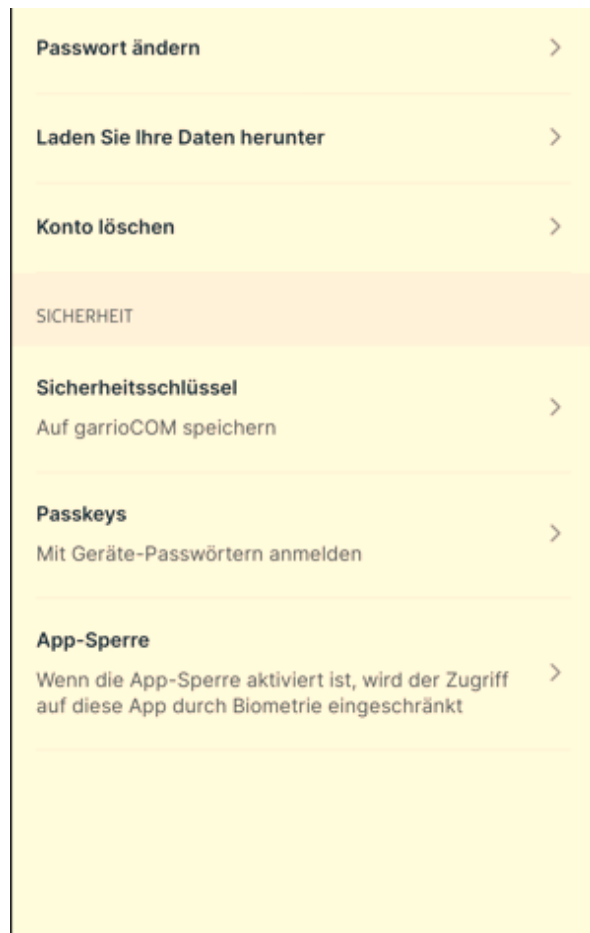 Passwort ändern
Laden Sie Ihre Daten herunter
Konto löschen
SICHERHEIT
Sicherheitsschlüssel
Auf garrioCOM speichern
Passkeys
Mit Geräte-Passwörtern anmelden
App-Sperre
Wenn die App-Sperre aktiviert ist, wird der Zugriff
auf diese App durch Biometrie eingeschränkt